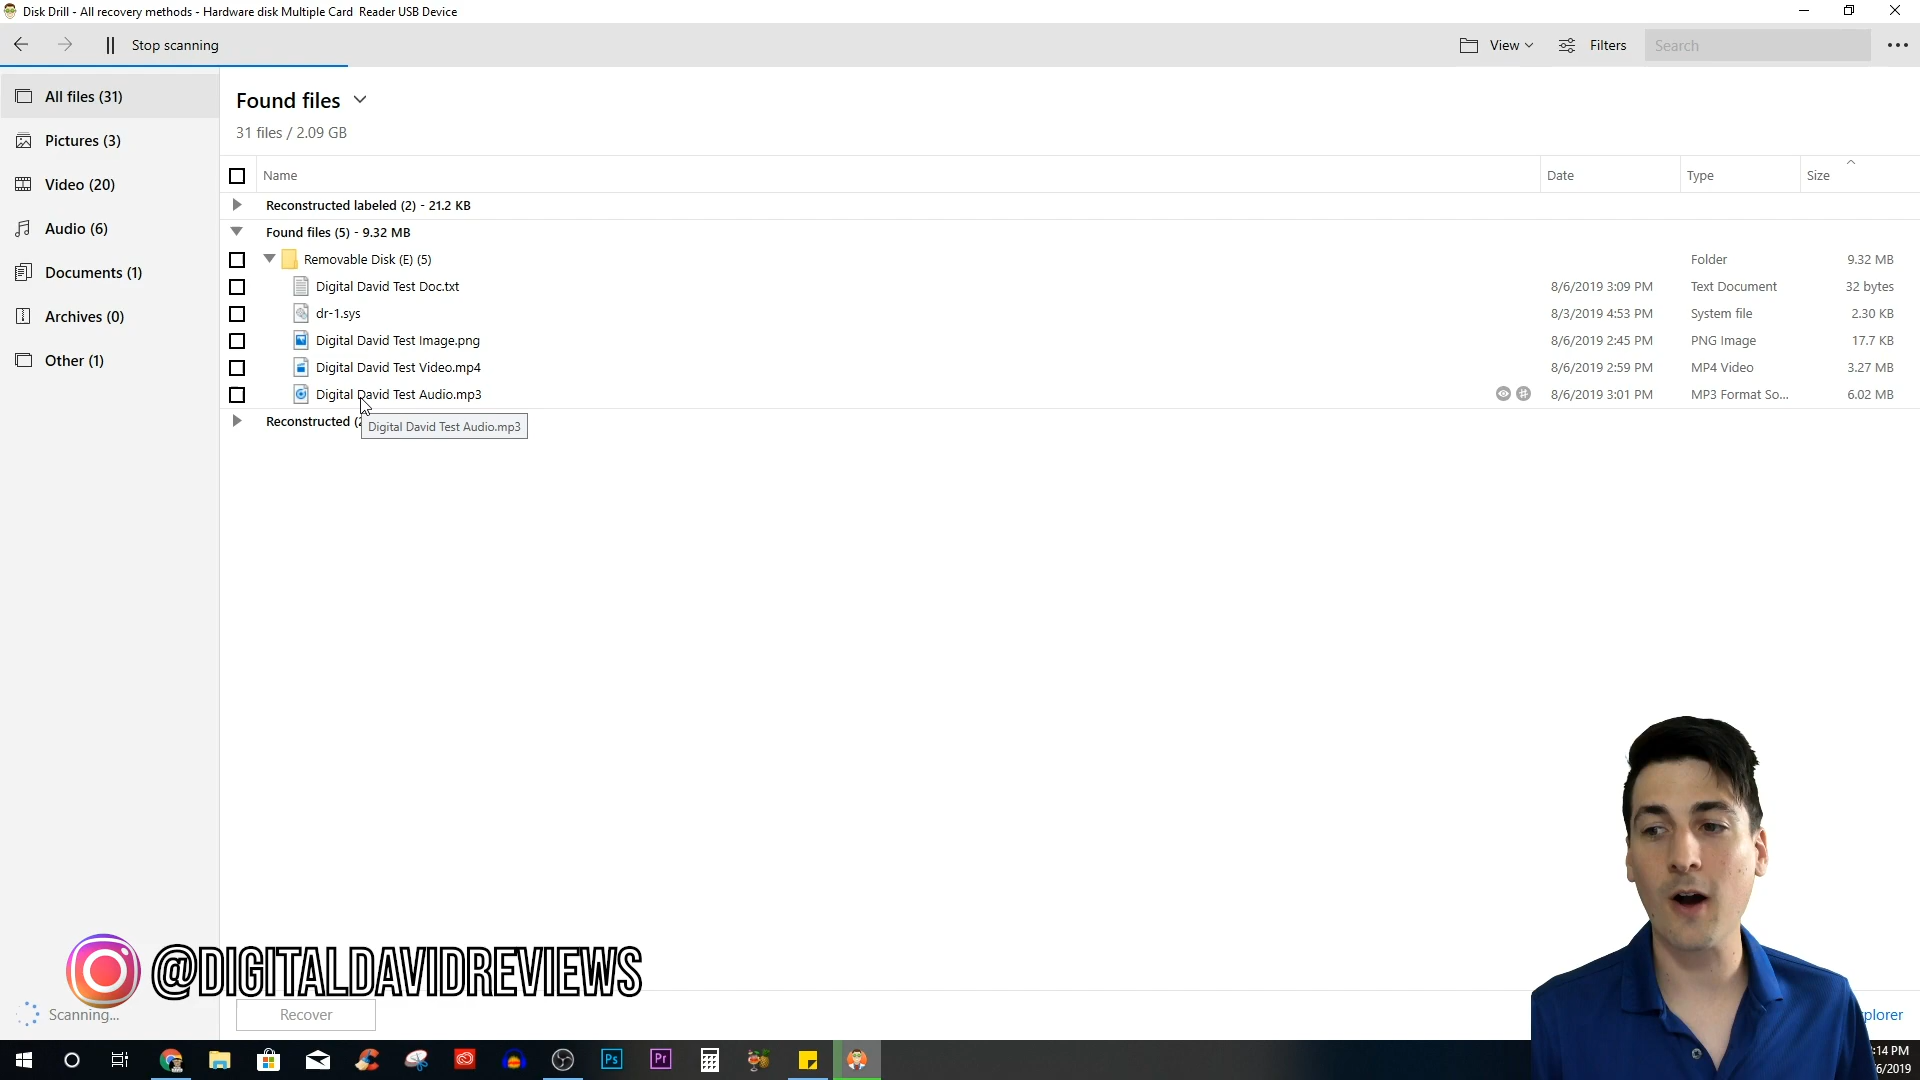 Disk Drill - All recovery methods - Hardware disk Multiple Card  Reader USB Device
Stop scanning
View
Filters
Search
All files (31)
Pictures (3)
Video (20)
Audio (6)
Documents (1)
Archives (0)
Other (1)
Found files
31 files / 2.09 GB
Name Date Type Size
Reconstructed labeled (2) - 21.2 KB
Found files (5) - 9.32 MB
Removable Disk (E) (5) Folder 9.32 MB
Digital David Test Doc.txt 8/6/2019 3:09 PM Text Document 32 bytes
dr-1.sys 8/3/2019 4:53 PM System file 2.30 KB
Digital David Test Image.png 8/6/2019 2:45 PM PNG Image 17.7 KB
Digital David Test Video.mp4 8/6/2019 2:59 PM MP4 Video 3.27 MB
Digital David Test Audio.mp3 8/6/2019 3:01 PM MP3 Format So... 6.02 MB
Reconstructed
Digital David Test Audio.mp3
@DIGITALDAVIDREVIEWS
Scanning...
Recover
plorer
Ps
Pr
:14 PM
6/2019